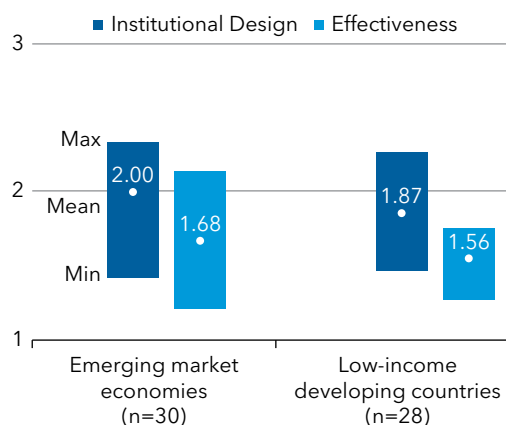 Institutional Design Effectiveness
3
Max
2.00
1.87
2
Mean
1.68
1.56
Min
1
Emerging market
economies
(n=30)
Low-income
developing countries
(n=28)